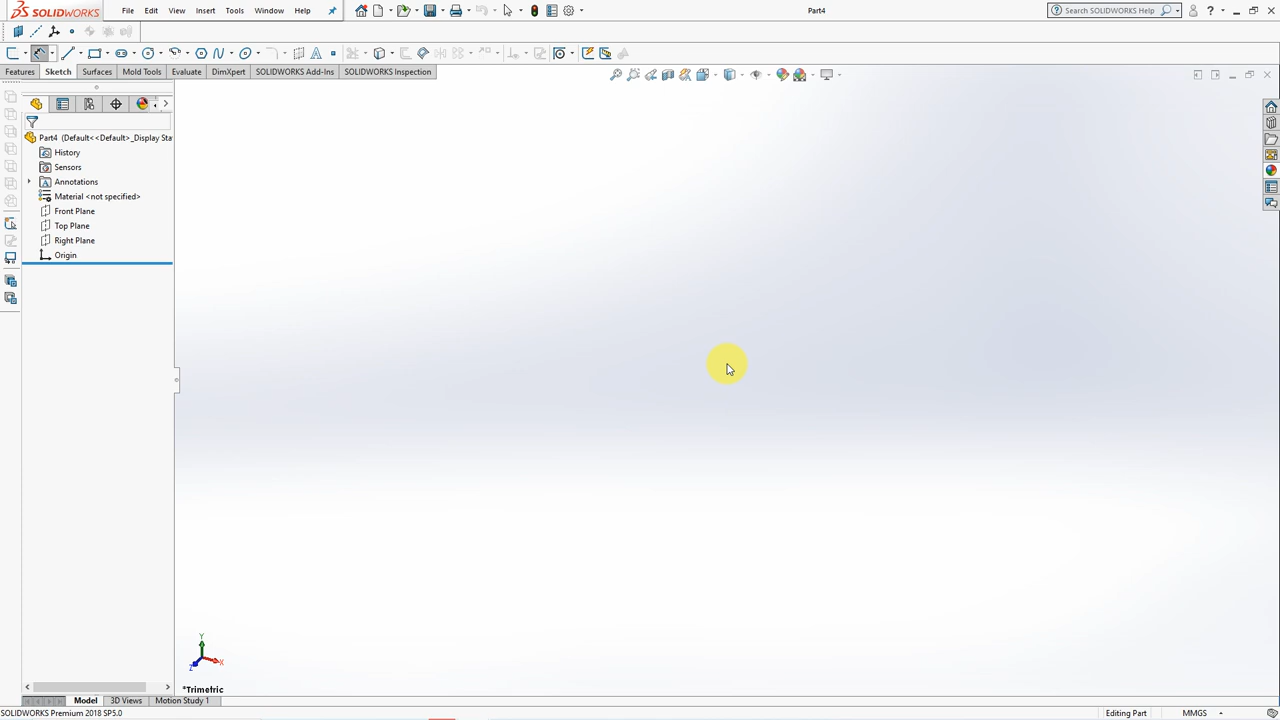 SOLIDWORKS
File
Edit
View
Insert
Tools
Window
Help
Part4
Search SOLIDWORKS Help
Features
Sketch
Surfaces
Mold Tools
Evaluate
DimXpert
SOLIDWORKS Add-Ins
SOLIDWORKS Inspection
Part4 (Default<<Default>_Display Sta
History
Sensors
Annotations
Material <not specified>
Front Plane
Top Plane
Right Plane
Origin
Y
X
Z
*Trimetric
Model
3D Views
Motion Study 1
SOLIDWORKS Premium 2018 SP5.0
Editing Part
MMGS